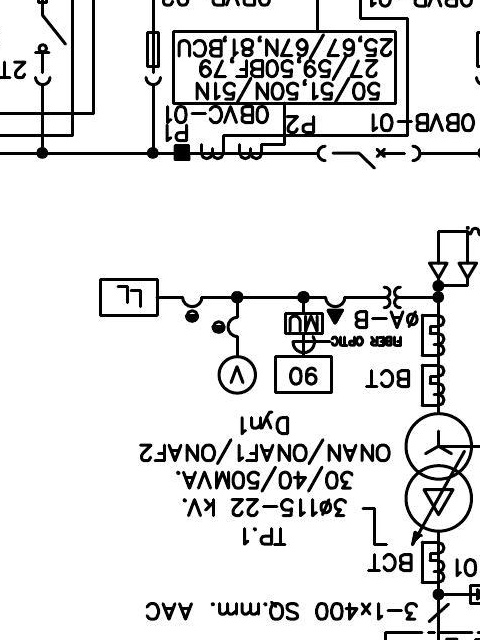 3-1x400 SQ.mm. AAC
01
BCT
TP.1
3ø115-22 kV.
30/40/50MVA.
ONAN/ONAF1/ONAF2
Dyn1
BCT
90
V
FIBER OPTIC
øA-B
MU
0BVB-01
P2
P1
0BVC-01
50/51,50N/51N
27/59,50BF,79
25,67/67N,81,BCU